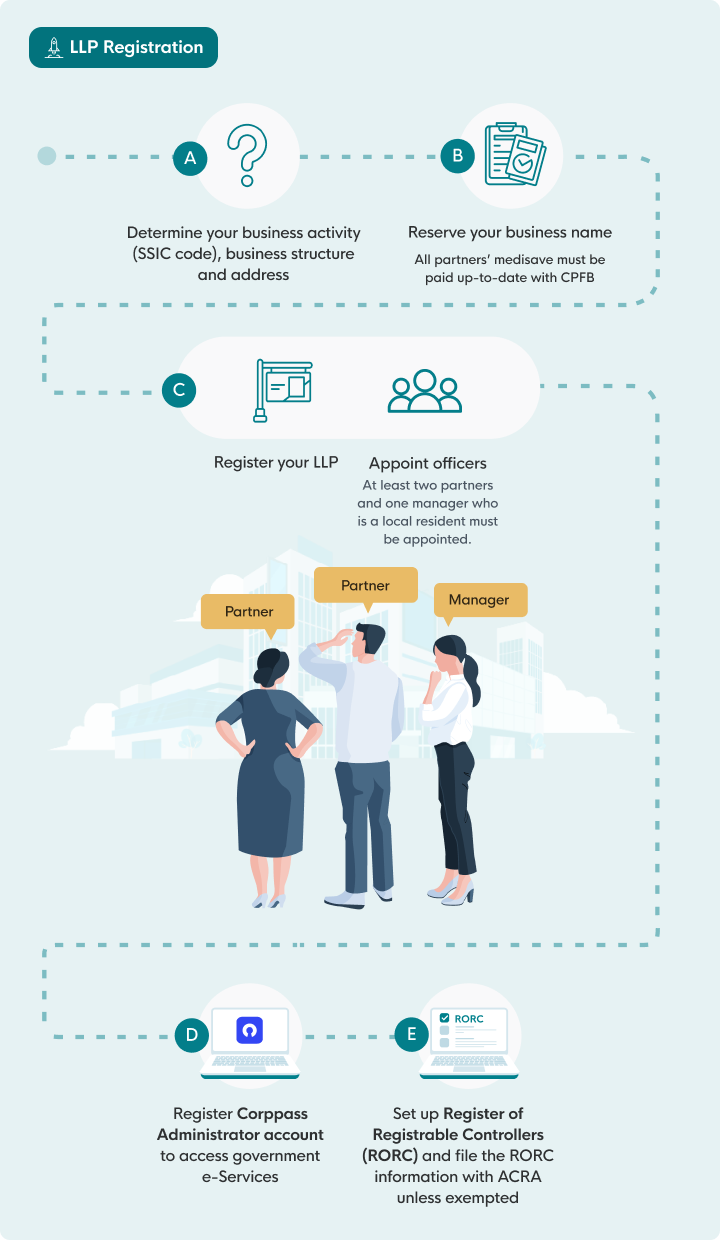 LLP Registration
A
B
Determine your business activity
(SSIC code), business structure
and address
Reserve your business name
All partners’ medisave must be
paid up-to-date with CPFB
C
Register your LLP
Appoint officers
At least two partners
and one manager who
is a local resident must
be appointed.
Partner
Partner
Manager
D
E
RORC
Register Corppass
Administrator account
to access government
e-Services
Set up Register of
Registrable Controllers
(RORC) and file the RORC
information with ACRA
unless exempted